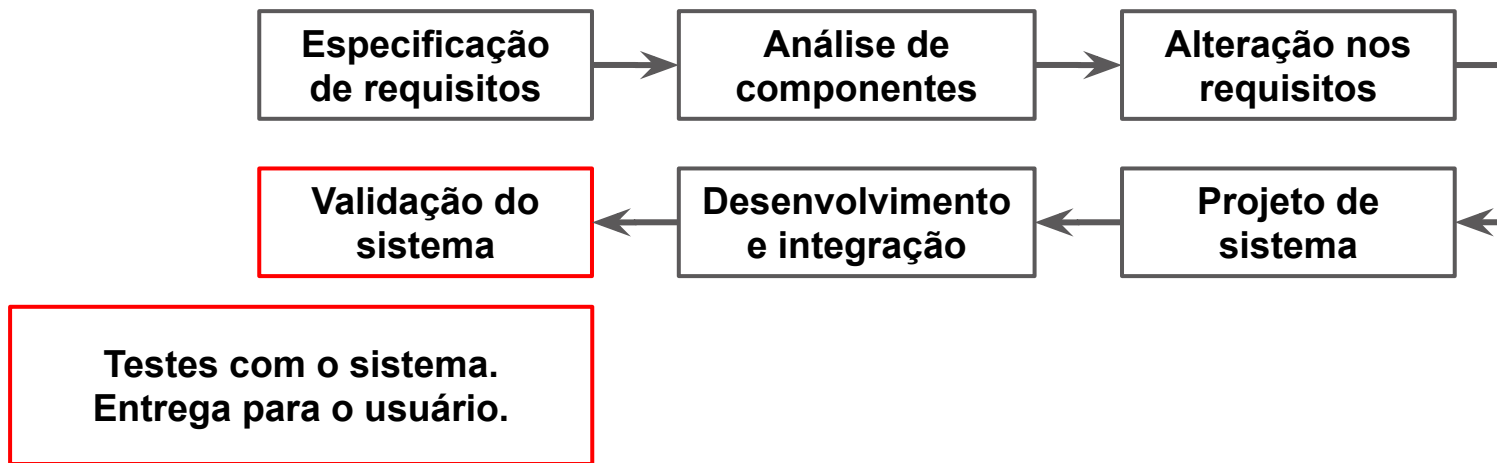 Especificação
de requisitos
Análise de
componentes
Alteração nos
requisitos
Validação do
sistema
Desenvolvimento
e integração
Projeto de
sistema
Testes com o sistema.
Entrega para o usuário.